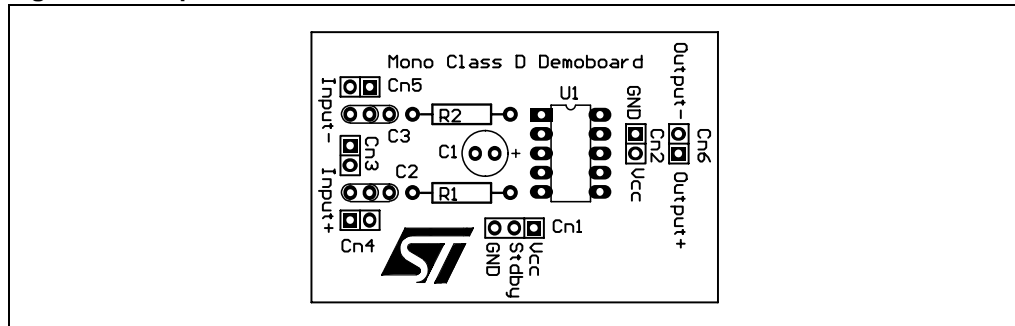 Mono Class D Demoboard
Cn5
Input-
C3
R2
U1
GND
Cn2
Vcc
Output-
Cn6
Output+
Cn3
C1
+
C2
R1
Input+
Cn4
ST
Cn1
GND
Stdby
Vcc